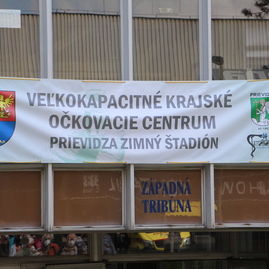 VEĽKOKAPACITNÉ KRAJSKÉ
OČKOVACIE CENTRUM
PRIEVIDZA ZIMNÝ ŠTADIÓN
ZÁPADNÁ
TRIBÚNA